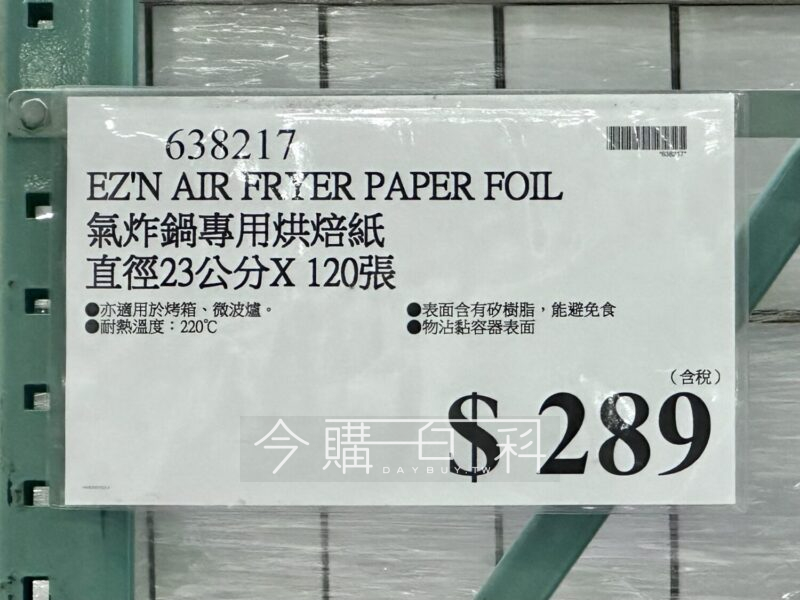 638217
*638217*
EZ'N AIR FRYER PAPER FOIL
氣炸鍋專用烘焙紙
直徑23公分X 120張
●亦適用於烤箱、微波爐。
●耐熱溫度：220℃
●表面含有矽樹脂，能避免食
●物沾黏容器表面
（含稅）
$ 289
今購百科
DAYBUY.TW